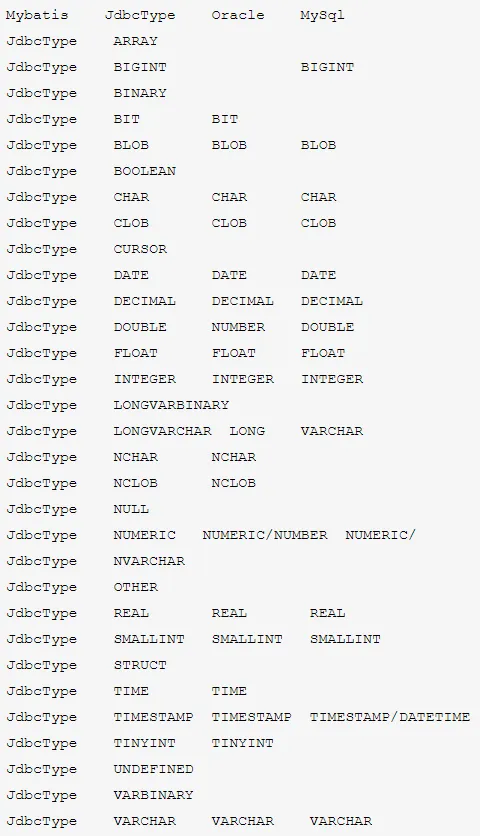 Mybatis JdbcType Oracle MySql
JdbcType ARRAY
JdbcType BIGINT BIGINT
JdbcType BINARY
JdbcType BIT BIT
JdbcType BLOB BLOB BLOB
JdbcType BOOLEAN
JdbcType CHAR CHAR CHAR
JdbcType CLOB CLOB CLOB
JdbcType CURSOR
JdbcType DATE DATE DATE
JdbcType DECIMAL DECIMAL DECIMAL
JdbcType DOUBLE NUMBER DOUBLE
JdbcType FLOAT FLOAT FLOAT
JdbcType INTEGER INTEGER INTEGER
JdbcType LONGVARBINARY
JdbcType LONGVARCHAR LONG VARCHAR
JdbcType NCHAR NCHAR
JdbcType NCLOB NCLOB
JdbcType NULL
JdbcType NUMERIC NUMERIC/NUMBER NUMERIC/
JdbcType NVARCHAR
JdbcType OTHER
JdbcType REAL REAL REAL
JdbcType SMALLINT SMALLINT SMALLINT
JdbcType STRUCT
JdbcType TIME TIME
JdbcType TIMESTAMP TIMESTAMP TIMESTAMP/DATETIME
JdbcType TINYINT TINYINT
JdbcType UNDEFINED
JdbcType VARBINARY
JdbcType VARCHAR VARCHAR VARCHAR